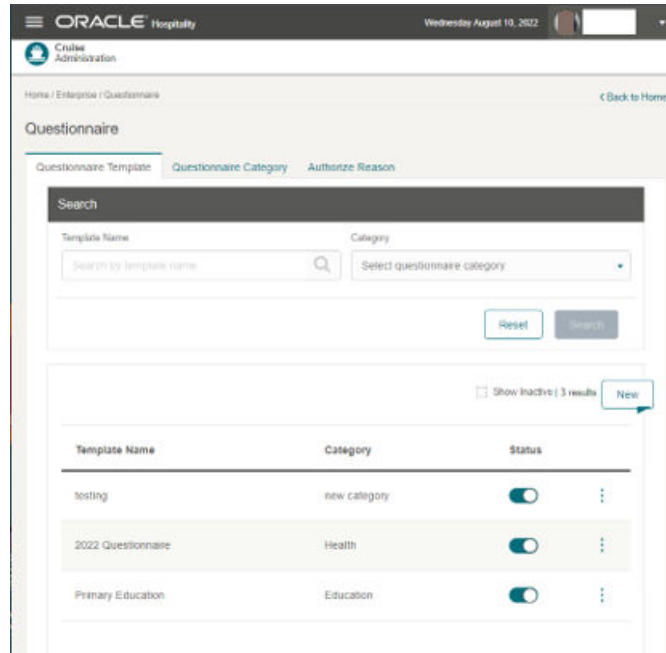 ORACLE Hospitality Wednesday August 10, 2022
Cruise
Administration
Home / Enterprise / Questionnaire < Back to Home
Questionnaire
Questionnaire Template Questionnaire Category Authorize Reason
Search
Template Name Category
Search by template name Select questionnaire category
Reset Search
Show Inactive | 3 results New
Template Name Category Status
testing new category
2022 Questionnaire Health
Primary Education Education